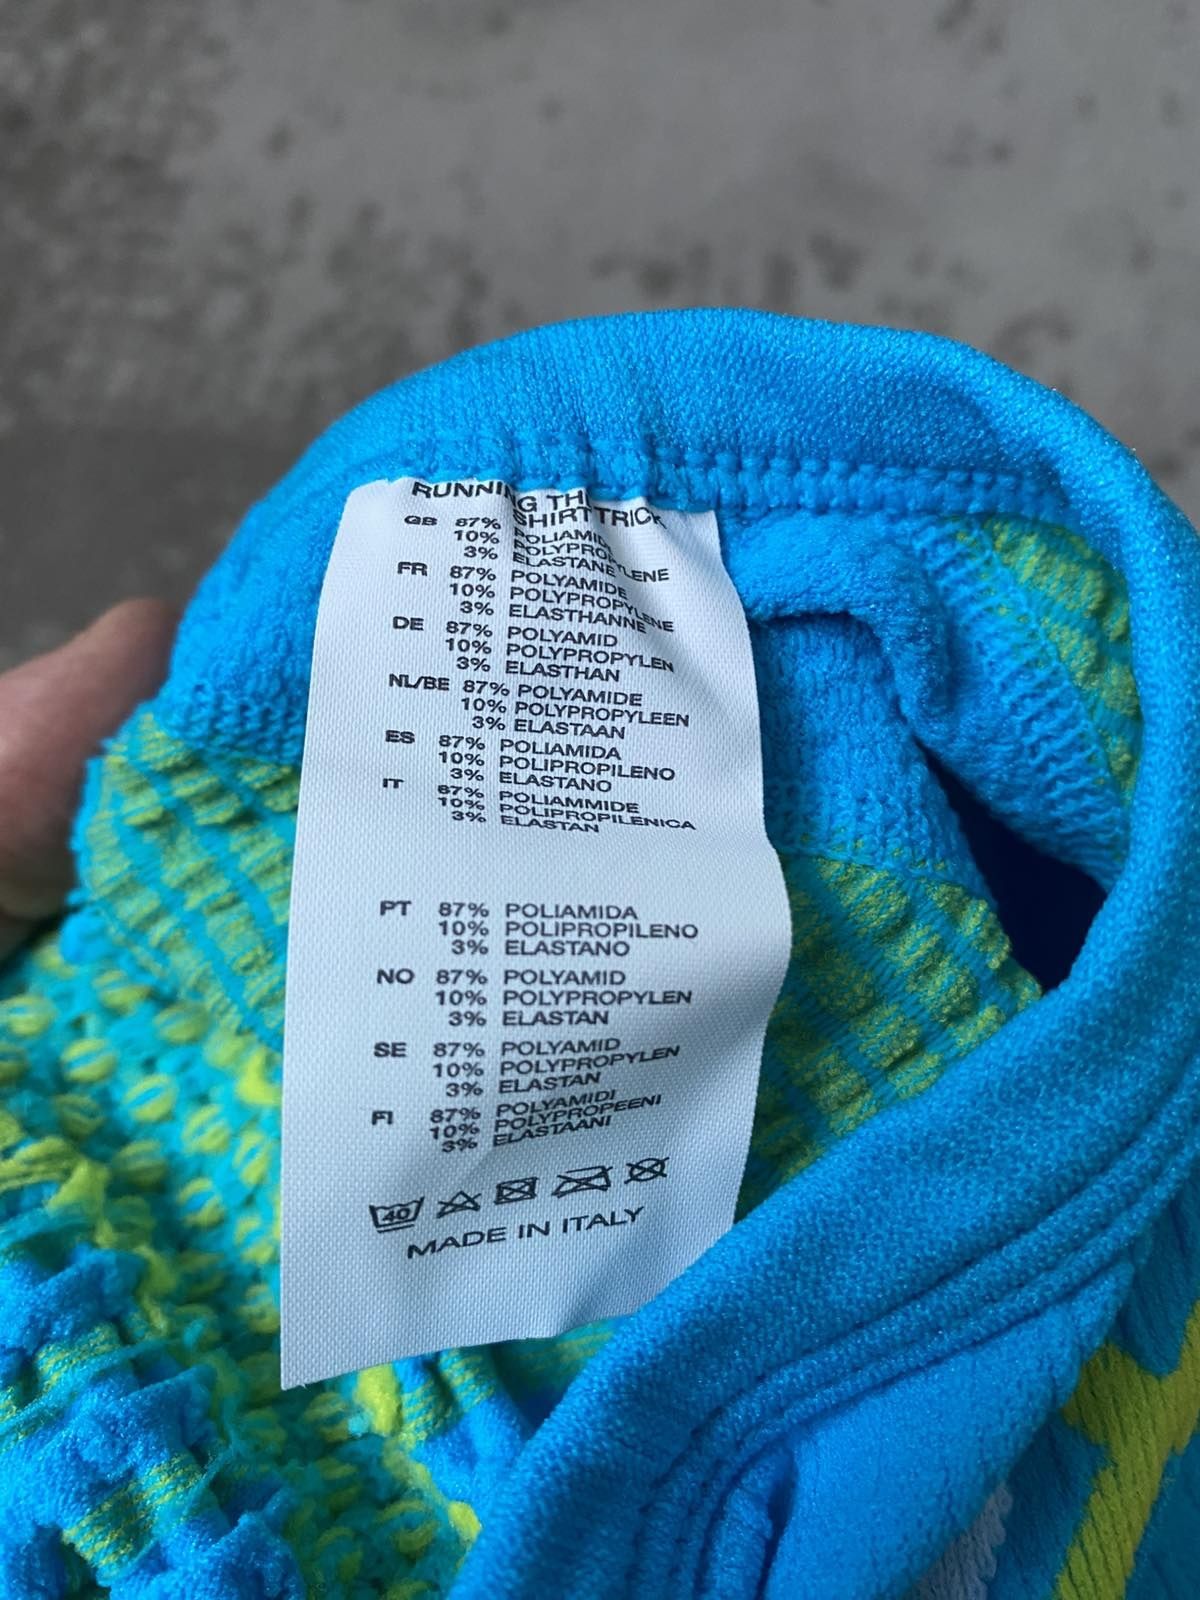 RUNNING THE
SHIRT TRICK
GB 87% POLIAMIDE
10% POLYPROPYLENE
3% ELASTANE
FR 87% POLYAMIDE
10% POLYPROPYLENE
3% ELASTHANNE
DE 87% POLYAMID
10% POLYPROPYLEN
3% ELASTHAN
NL/BE 87% POLYAMIDE
10% POLYPROPYLEEN
3% ELASTAAN
ES 87% POLIAMIDA
10% POLIPROPILENO
3% ELASTANO
IT 87% POLIAMMIDE
10% POLIPROPILENICA
3% ELASTAN
PT 87% POLIAMIDA
10% POLIPROPILENO
3% ELASTANO
NO 87% POLYAMID
10% POLYPROPYLEN
3% ELASTAN
SE 87% POLYAMID
10% POLYPROPYLEN
3% ELASTAN
FI 87% POLYAMIDI
10% POLYPROPEENI
3% ELASTAANI
40
MADE IN ITALY